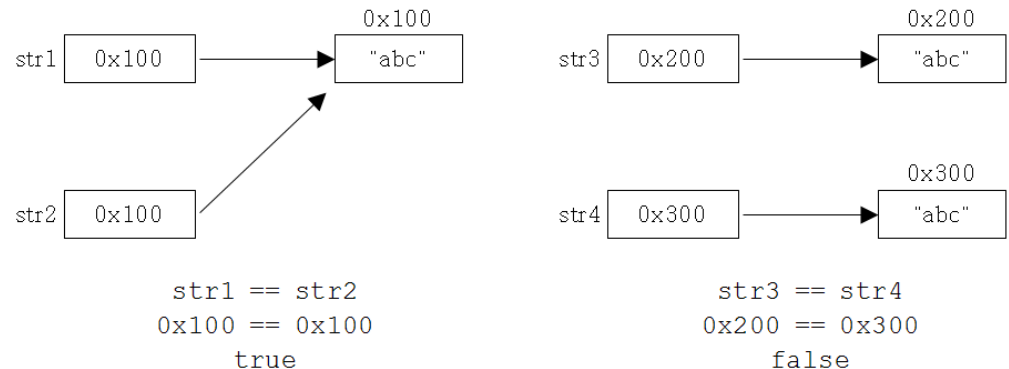 0x100
str1 0x100 "abc"
str2 0x100
str1 == str2
0x100 == 0x100
true
0x200
str3 0x200 "abc"
0x300
str4 0x300 "abc"
str3 == str4
0x200 == 0x300
false